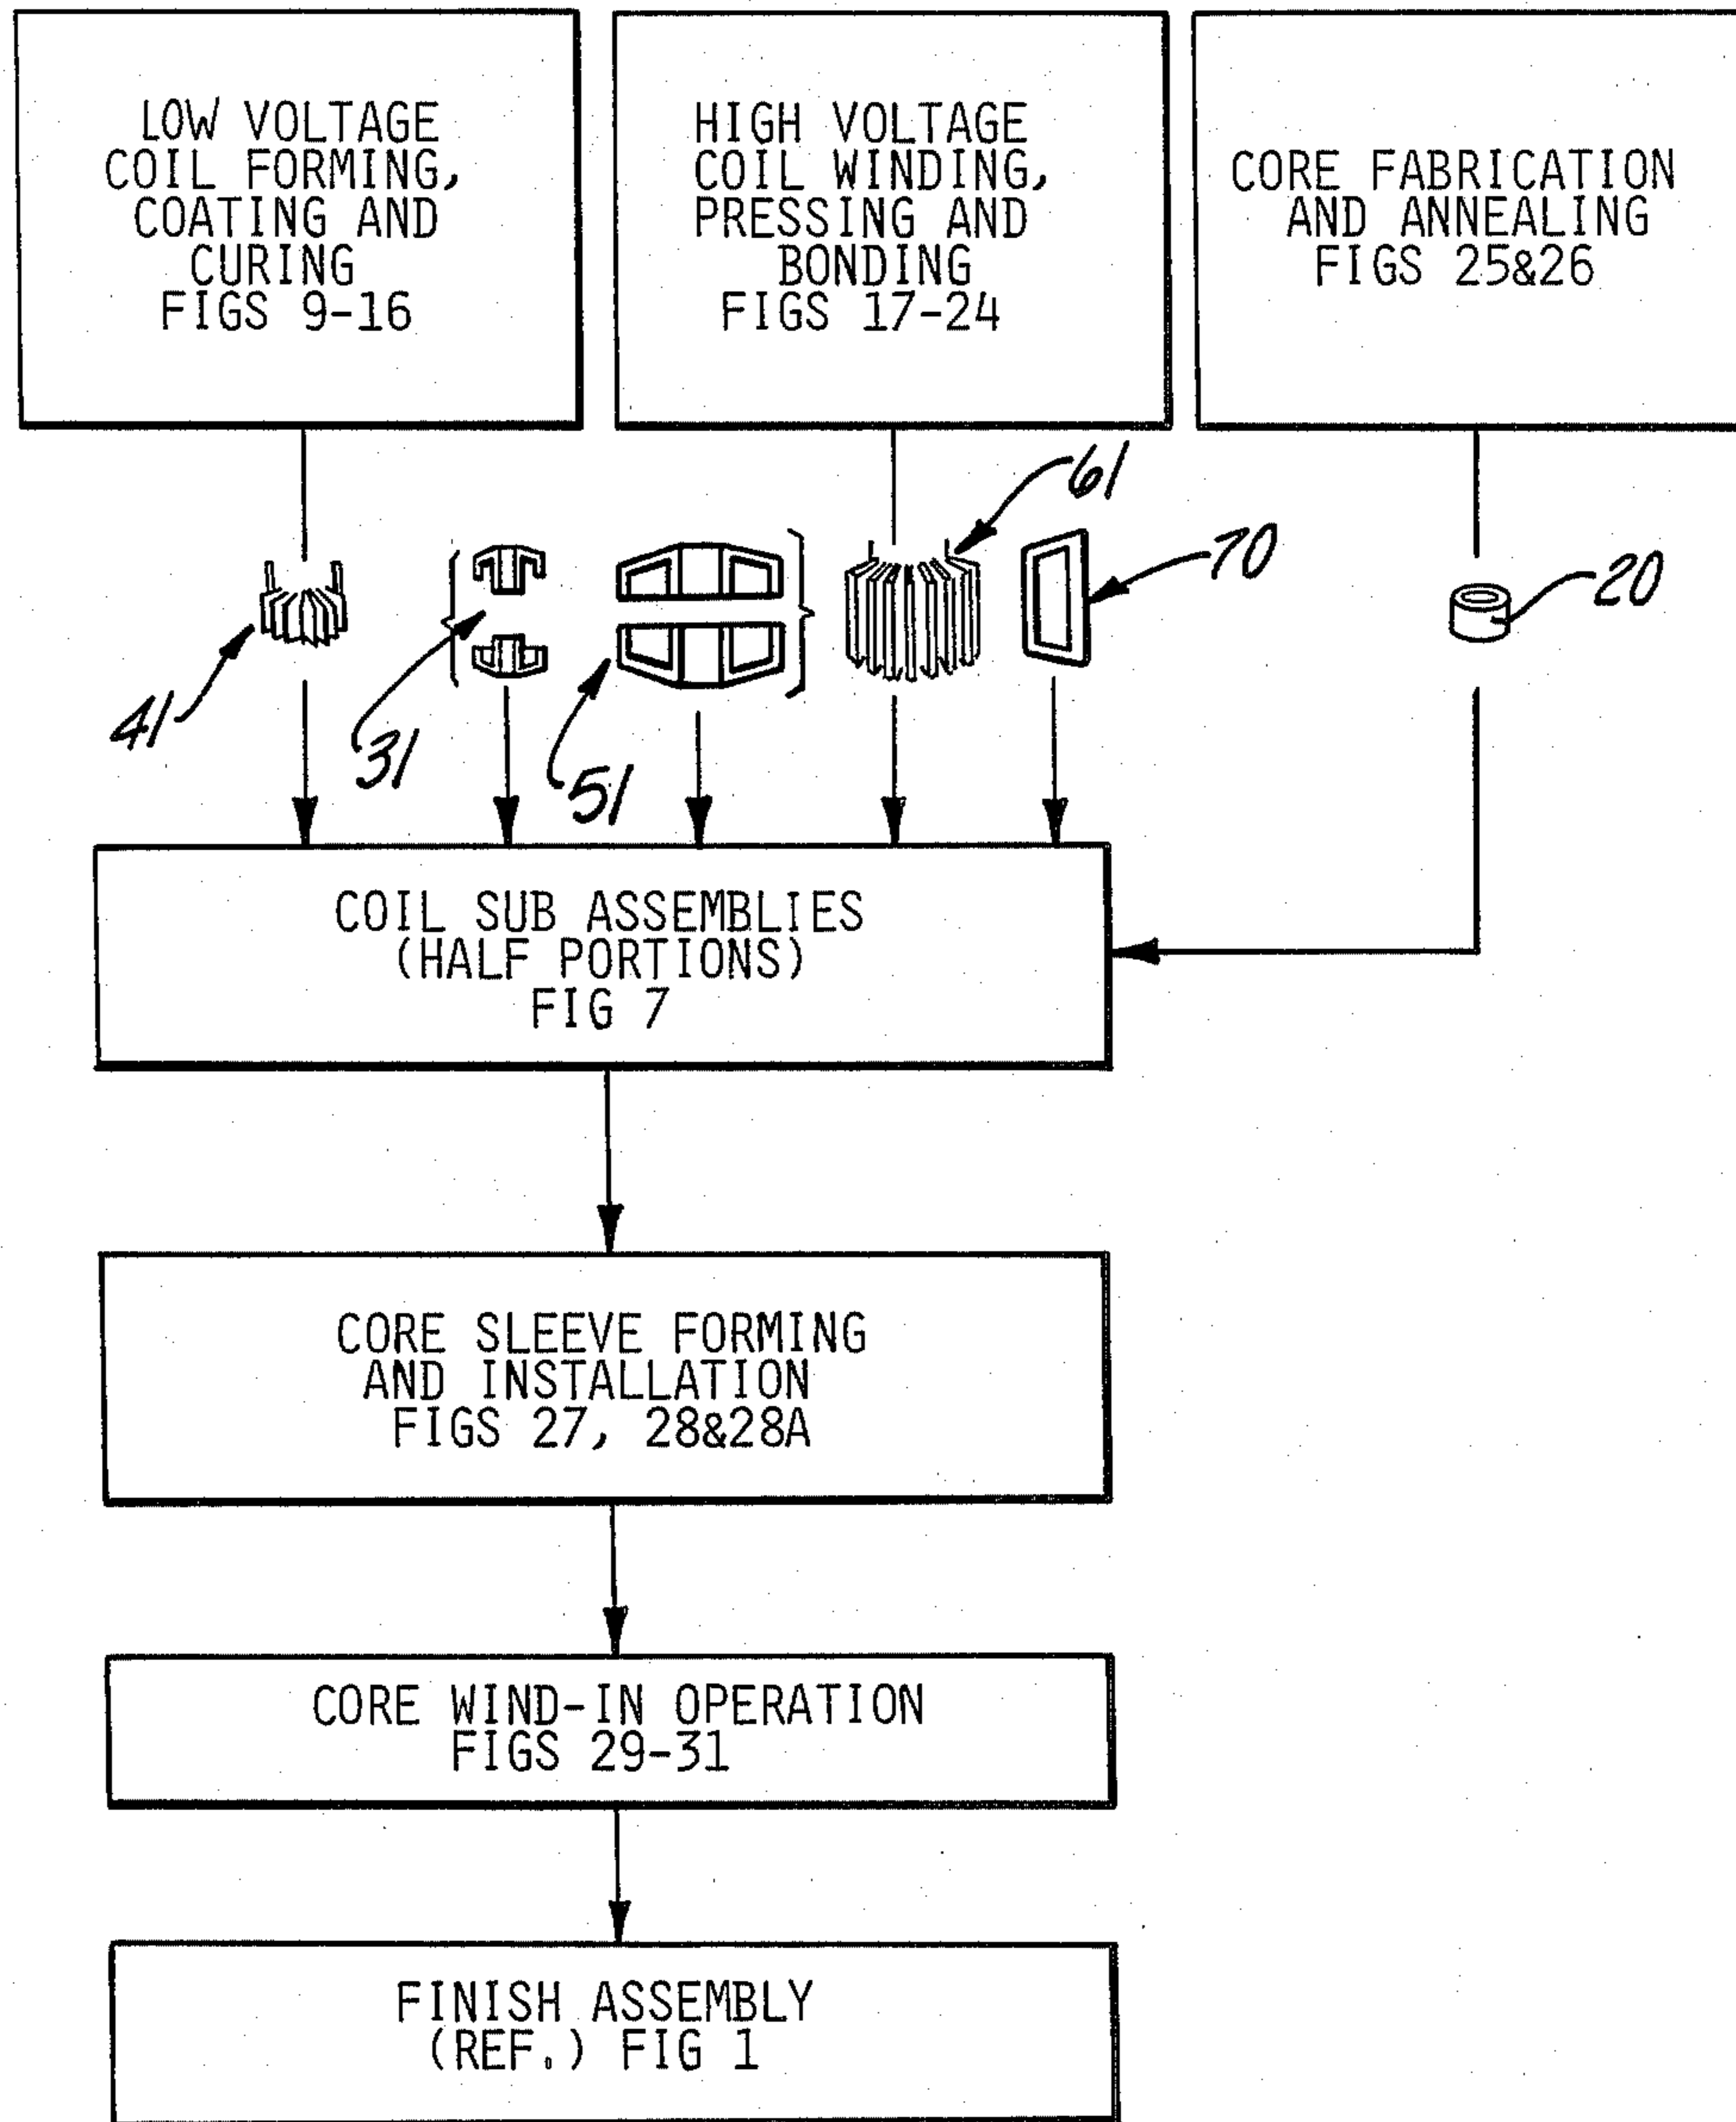 LOW VOLTAGE
COIL FORMING,
COATING AND
CURING
FIGS 9-16
HIGH VOLTAGE
COIL WINDING,
PRESSING AND
BONDING
FIGS 17-24
CORE FABRICATION
AND ANNEALING
FIGS 25&26
41
31
51
61
70
20
COIL SUB ASSEMBLIES
(HALF PORTIONS)
FIG 7
CORE SLEEVE FORMING
AND INSTALLATION
FIGS 27, 28&28A
CORE WIND-IN OPERATION
FIGS 29-31
FINISH ASSEMBLY
(REF.) FIG 1